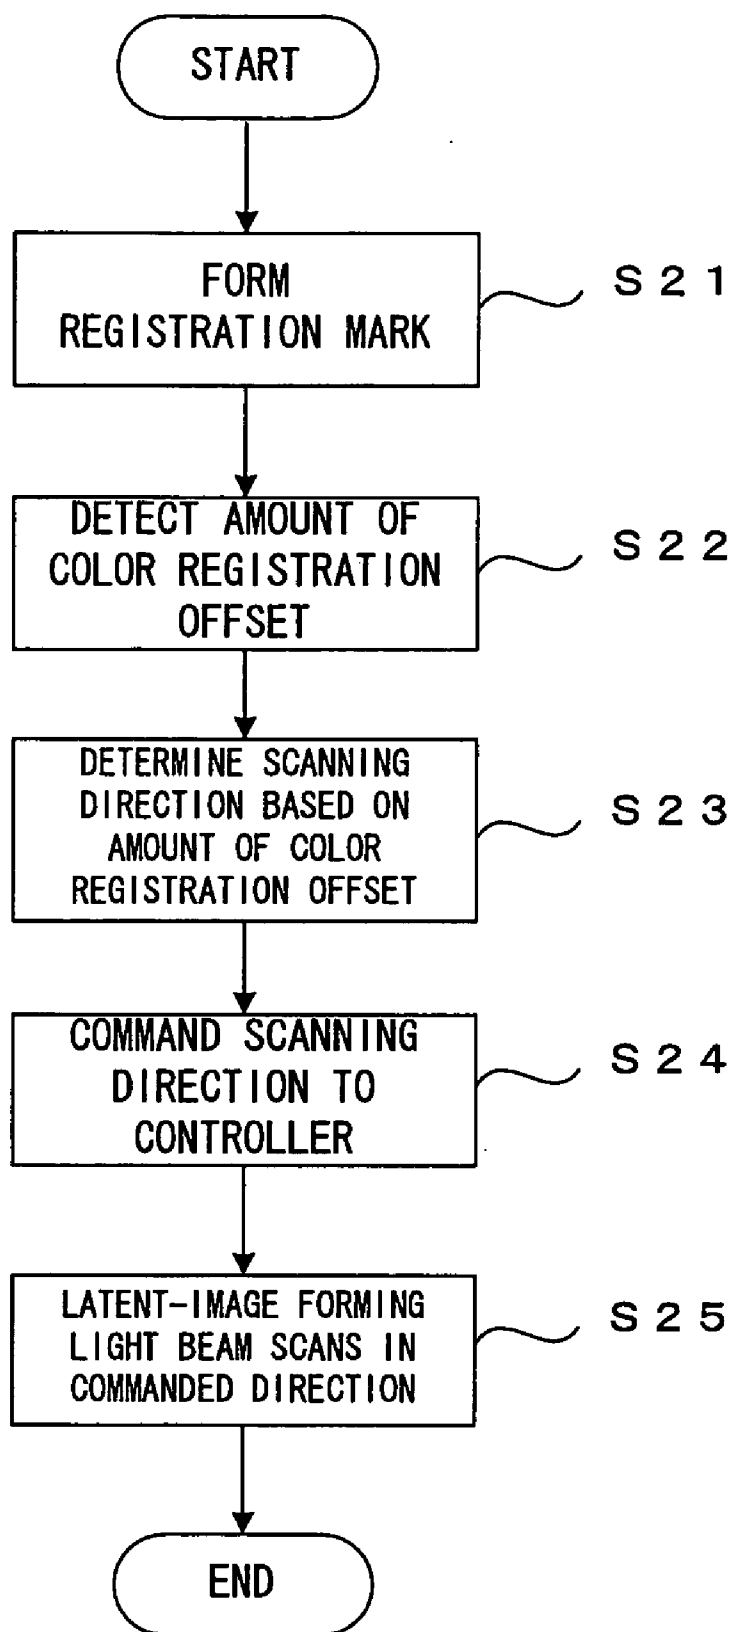 START
FORM
REGISTRATION MARK
S21
DETECT AMOUNT OF
COLOR REGISTRATION
OFFSET
S22
DETERMINE SCANNING
DIRECTION BASED ON
AMOUNT OF COLOR
REGISTRATION OFFSET
S23
COMMAND SCANNING
DIRECTION TO
CONTROLLER
S24
LATENT-IMAGE FORMING
LIGHT BEAM SCANS IN
COMMANDED DIRECTION
S25
END